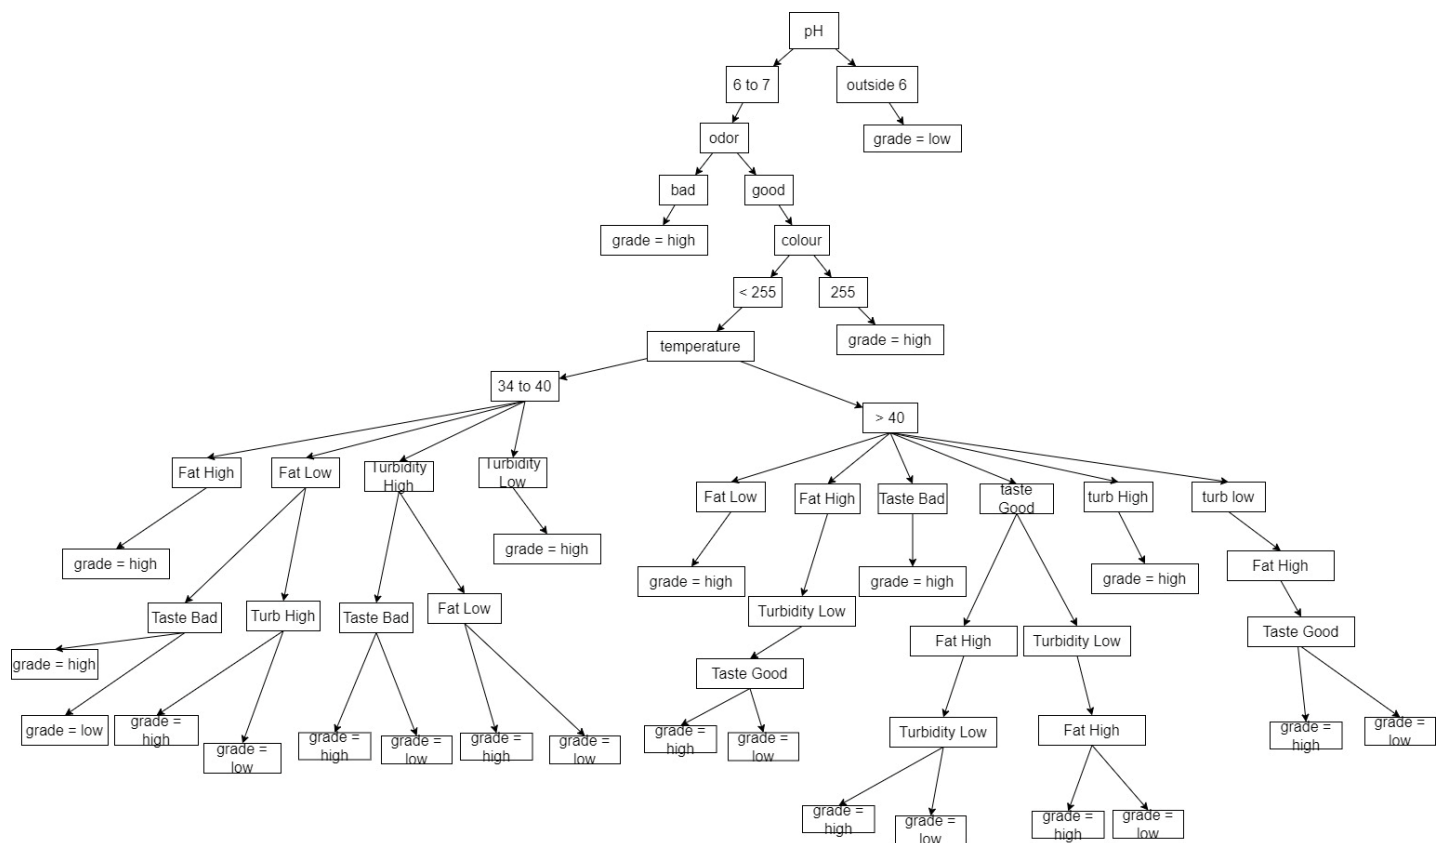 pH
6 to 7
outside 6
odor
grade = low
bad
good
grade = high
colour
< 255
255
temperature
grade = high
34 to 40
> 40
Fat High
Fat Low
Turbidity
High
Turbidity
Low
Fat Low
Fat High
Taste Bad
taste
Good
turb High
turb low
grade = high
grade = high
grade = high
grade = high
grade = high
Fat High
Taste Bad
Turb High
Taste Bad
Fat Low
Turbidity Low
Fat High
Turbidity Low
Taste Good
grade = high
Taste Good
grade = low
grade =
high
grade =
low
grade =
high
grade =
low
grade =
high
grade =
low
grade =
high
grade =
low
Turbidity Low
Fat High
grade =
high
grade =
low
grade =
high
grade =
low
grade =
high
grade =
low